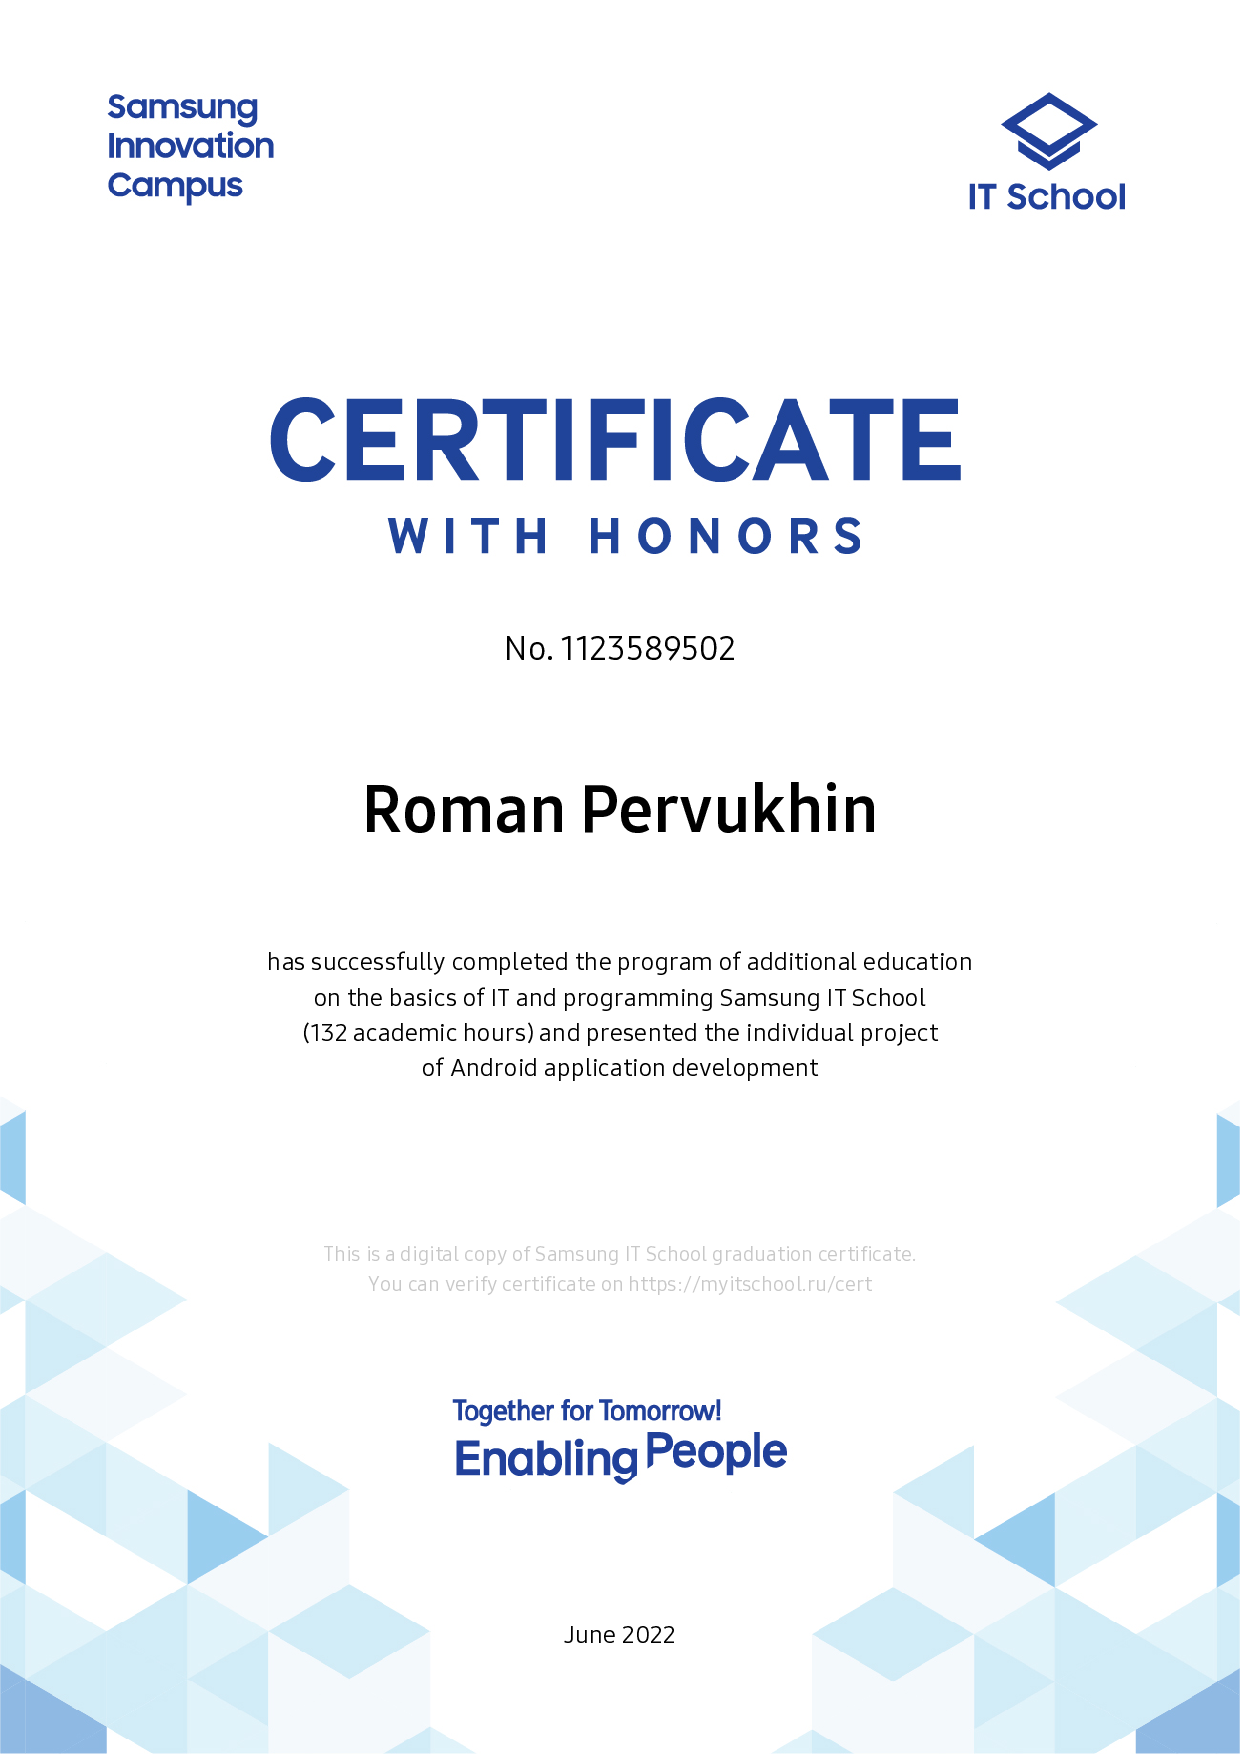 Samsung
Innovation
Campus
IT School
CERTIFICATE
WITH HONORS
No. 1123589502
Roman Pervukhin
has successfully completed the program of additional education
on the basics of IT and programming Samsung IT School
(132 academic hours) and presented the individual project
of Android application development
This is a digital copy of Samsung IT School graduation certificate.
You can verify certificate on https://myitschool.ru/cert
Together for Tomorrow!
Enabling People
June 2022